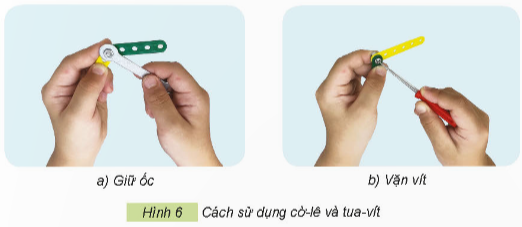 a) Giữ ốc
b) Vặn vít
Hình 6 Cách sử dụng cờ-lê và tua-vít